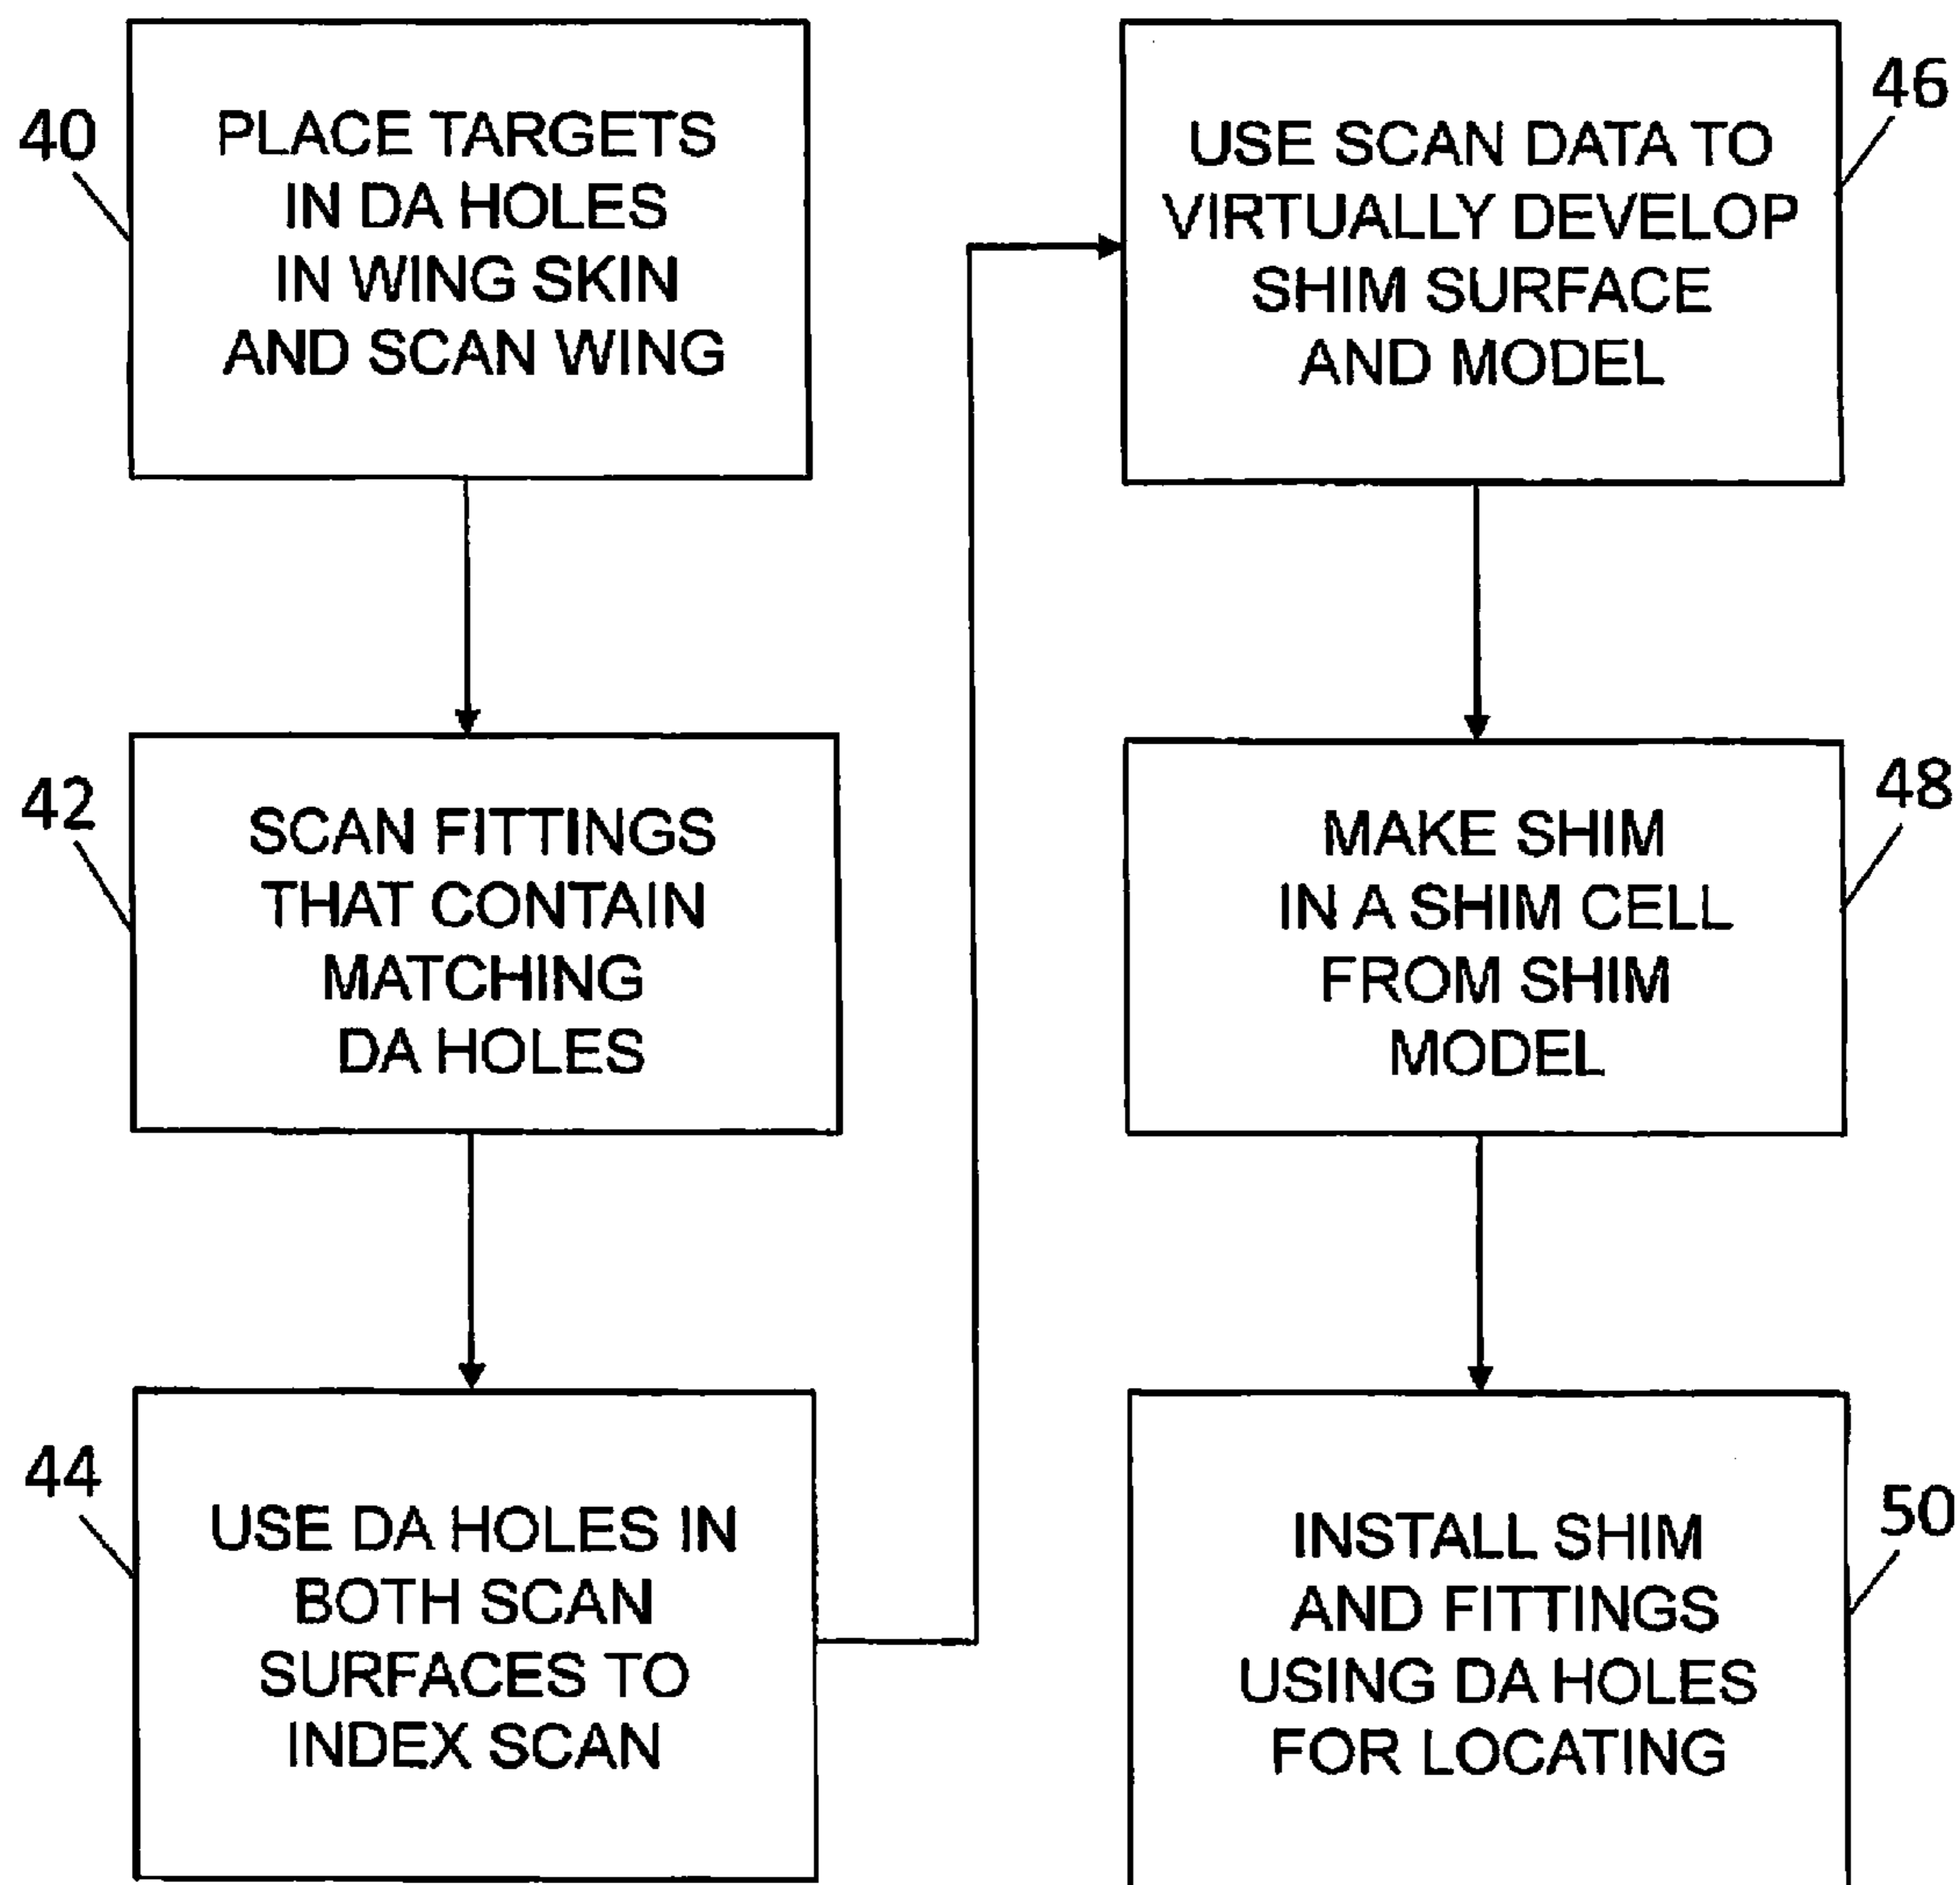 40
PLACE TARGETS
IN DA HOLES
IN WING SKIN
AND SCAN WING
42
SCAN FITTINGS
THAT CONTAIN
MATCHING
DA HOLES
44
USE DA HOLES IN
BOTH SCAN
SURFACES TO
INDEX SCAN
46
USE SCAN DATA TO
VIRTUALLY DEVELOP
SHIM SURFACE
AND MODEL
48
MAKE SHIM
IN A SHIM CELL
FROM SHIM
MODEL
50
INSTALL SHIM
AND FITTINGS
USING DA HOLES
FOR LOCATING